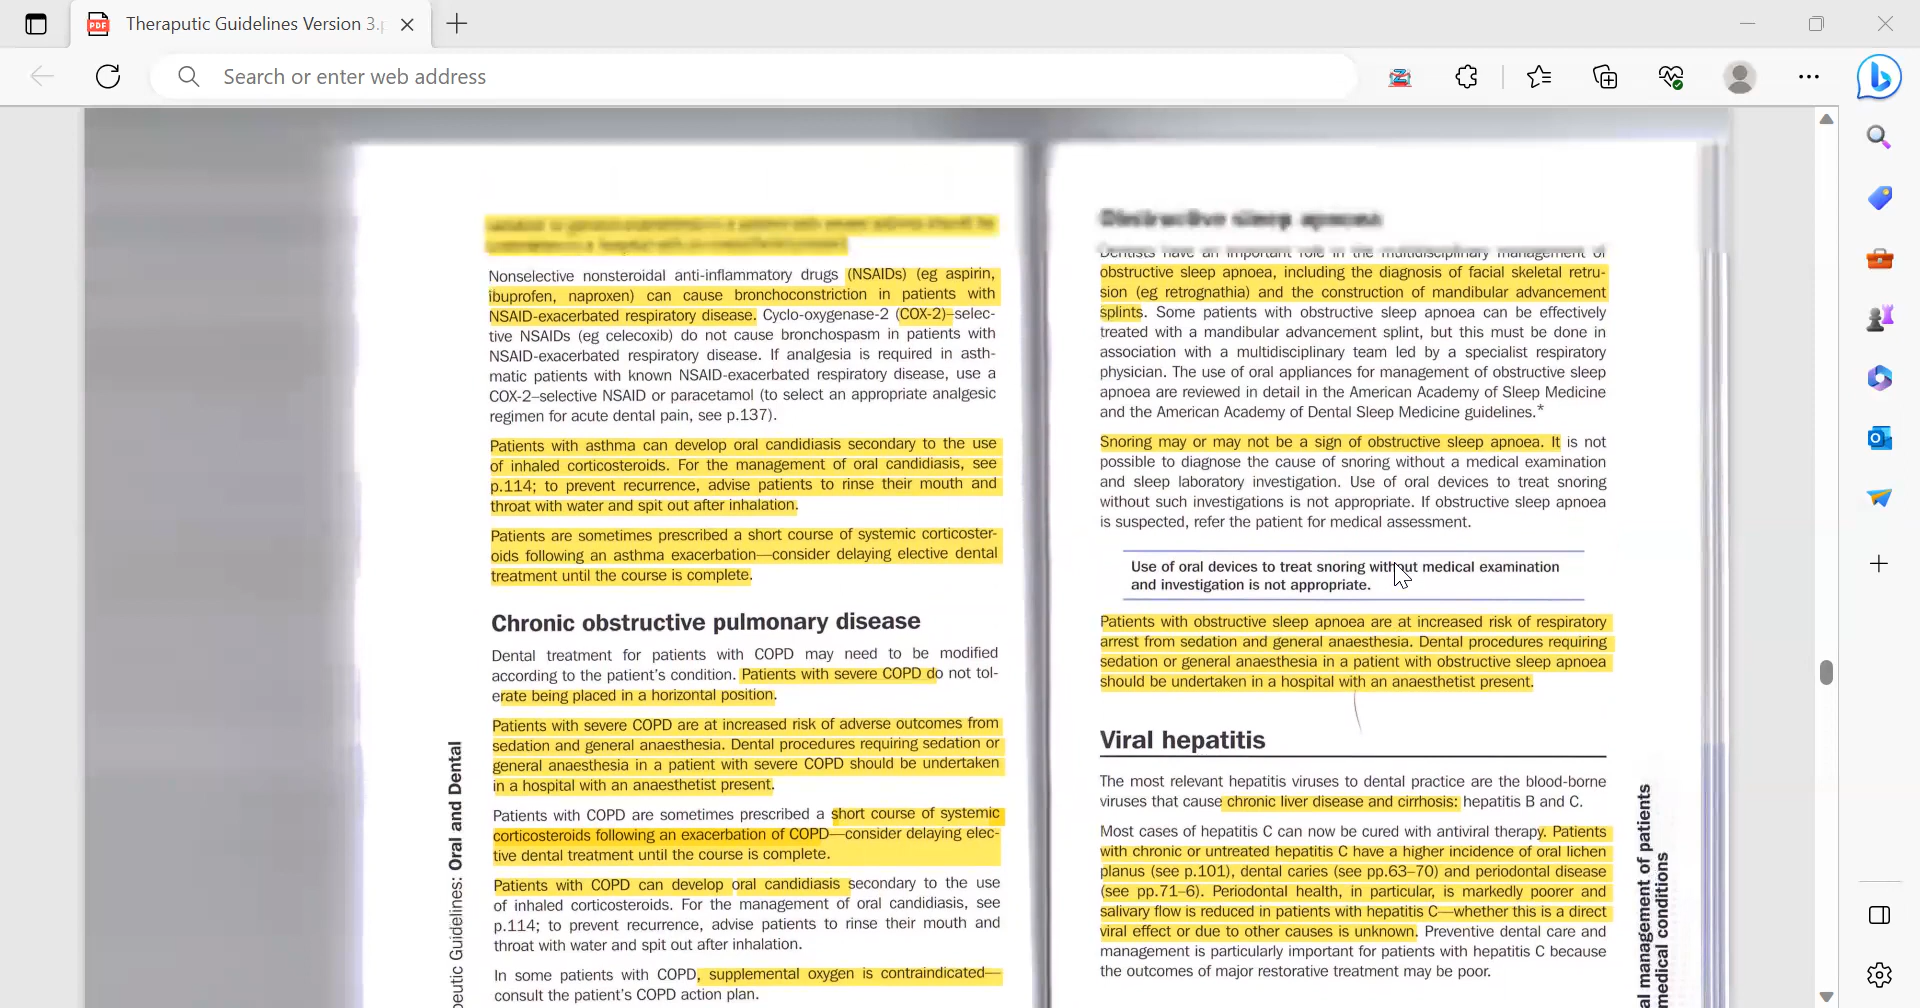 Theraputic Guidelines Version 3.
Search or enter web address
Nonselective nonsteroidal anti-inflammatory drugs (NSAIDs) (eg aspirin,
ibuprofen, naproxen) can cause bronchoconstriction in patients with
NSAID-exacerbated respiratory disease. Cyclo-oxygenase-2 (COX-2)–selec-
tive NSAIDs (eg celecoxib) do not cause bronchospasm in patients with
NSAID-exacerbated respiratory disease. If analgesia is required in asth-
matic patients with known NSAID-exacerbated respiratory disease, use a
COX-2–selective NSAID or paracetamol (to select an appropriate analgesic
regimen for acute dental pain, see p.137).
Patients with asthma can develop oral candidiasis secondary to the use
of inhaled corticosteroids. For the management of oral candidiasis, see
p.114; to prevent recurrence, advise patients to rinse their mouth and
throat with water and spit out after inhalation.
Patients are sometimes prescribed a short course of systemic corticoster-
oids following an asthma exacerbation—consider delaying elective dental
treatment until the course is complete.
Chronic obstructive pulmonary disease
Dental treatment for patients with COPD may need to be modified
according to the patient's condition. Patients with severe COPD do not tol-
erate being placed in a horizontal position.
Patients with severe COPD are at increased risk of adverse outcomes from
sedation and general anaesthesia. Dental procedures requiring sedation or
general anaesthesia in a patient with severe COPD should be undertaken
in a hospital with an anaesthetist present.
Patients with COPD are sometimes prescribed a short course of systemic
corticosteroids following an exacerbation of COPD—consider delaying elec-
tive dental treatment until the course is complete.
Patients with COPD can develop oral candidiasis secondary to the use
of inhaled corticosteroids. For the management of oral candidiasis, see
p.114; to prevent recurrence, advise patients to rinse their mouth and
throat with water and spit out after inhalation.
In some patients with COPD, supplemental oxygen is contraindicated—
consult the patient's COPD action plan.
peutic Guidelines: Oral and Dental
Obstructive sleep apnoea
Dentists have an important role in the multidisciplinary management of
obstructive sleep apnoea, including the diagnosis of facial skeletal retru-
sion (eg retrognathia) and the construction of mandibular advancement
splints. Some patients with obstructive sleep apnoea can be effectively
treated with a mandibular advancement splint, but this must be done in
association with a multidisciplinary team led by a specialist respiratory
physician. The use of oral appliances for management of obstructive sleep
apnoea are reviewed in detail in the American Academy of Sleep Medicine
and the American Academy of Dental Sleep Medicine guidelines.*
Snoring may or may not be a sign of obstructive sleep apnoea. It is not
possible to diagnose the cause of snoring without a medical examination
and sleep laboratory investigation. Use of oral devices to treat snoring
without such investigations is not appropriate. If obstructive sleep apnoea
is suspected, refer the patient for medical assessment.
Use of oral devices to treat snoring without medical examination
and investigation is not appropriate.
Patients with obstructive sleep apnoea are at increased risk of respiratory
arrest from sedation and general anaesthesia. Dental procedures requiring
sedation or general anaesthesia in a patient with obstructive sleep apnoea
should be undertaken in a hospital with an anaesthetist present.
Viral hepatitis
The most relevant hepatitis viruses to dental practice are the blood-borne
viruses that cause chronic liver disease and cirrhosis: hepatitis B and C.
Most cases of hepatitis C can now be cured with antiviral therapy. Patients
with chronic or untreated hepatitis C have a higher incidence of oral lichen
planus (see p.101), dental caries (see pp.63–70) and periodontal disease
(see pp.71–6). Periodontal health, in particular, is markedly poorer and
salivary flow is reduced in patients with hepatitis C—whether this is a direct
viral effect or due to other causes is unknown. Preventive dental care and
management is particularly important for patients with hepatitis C because
the outcomes of major restorative treatment may be poor.
al management of patients
medical conditions